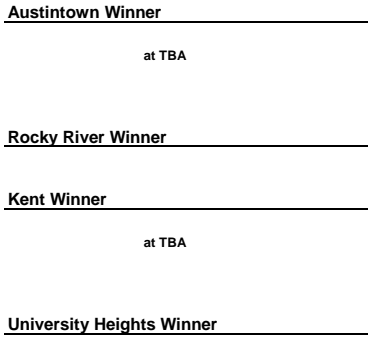 Austintown Winner
at TBA
Rocky River Winner
Kent Winner
at TBA
University Heights Winner